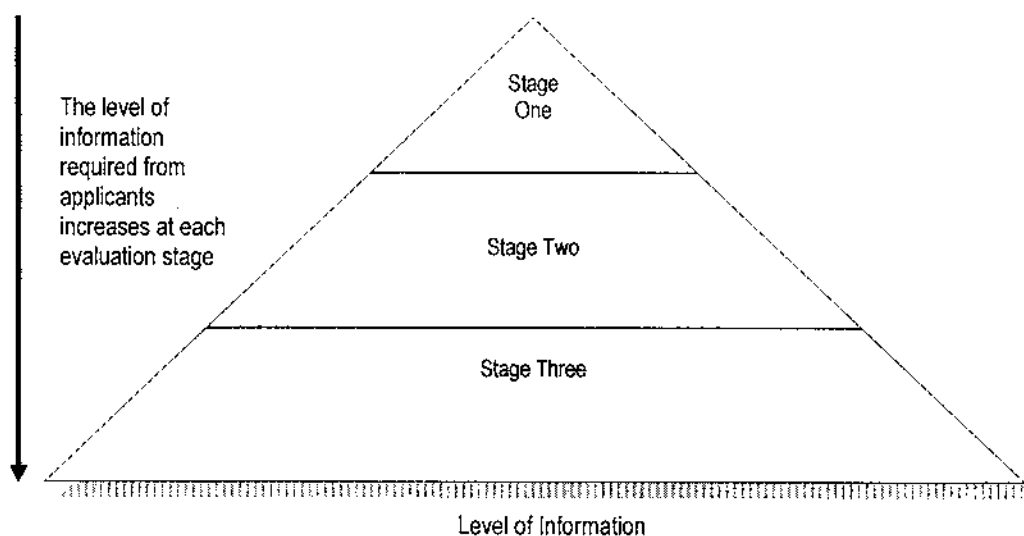 The level of
information
required from
applicants
increases at each
evaluation stage
Stage
One
Stage Two
Stage Three
Level of Information